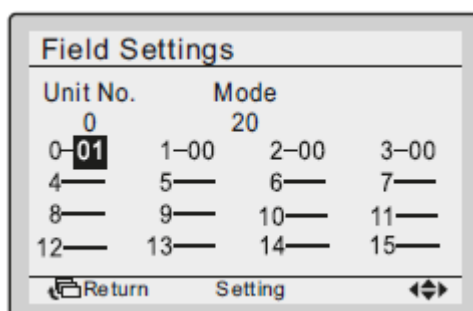 Field Settings
Unit No. Mode
0 20
0-01 1-00 2-00 3-00
4— 5— 6— 7—
8— 9— 10— 11—
12— 13— 14— 15—
Return Setting